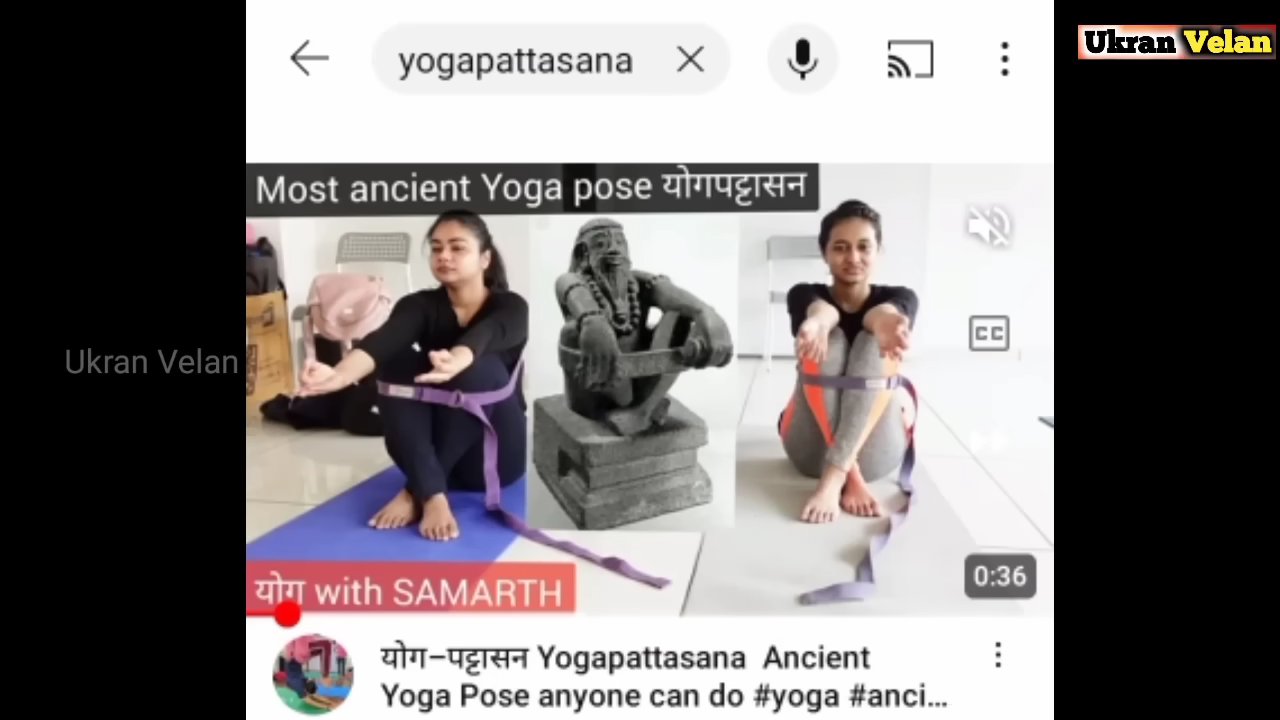 Ukran Velan
yogapattasana
Most ancient Yoga pose योगपट्टासन
CC
Ukran Velan
योग with SAMARTH
0:36
योग–पट्टासन Yogapattasana Ancient
Yoga Pose anyone can do #yoga #anci...